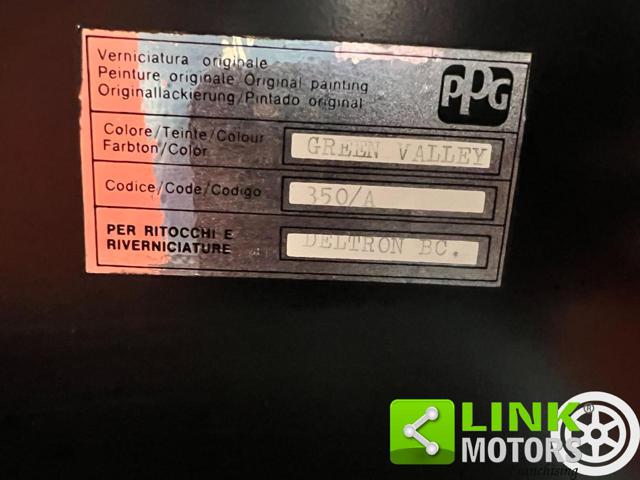 Verniciatura originale
Peinture originale/Original painting
Originallackierung/Pintado original
PPG
Colore/Teinte/Colour
Farbton/Color
GREEN VALLEY
Codice/Code/Codigo
350/A
PER RITOCCHI E
RIVERNICIATURE
DELTRON BC.
LINK ®
MOTORS
Franchising